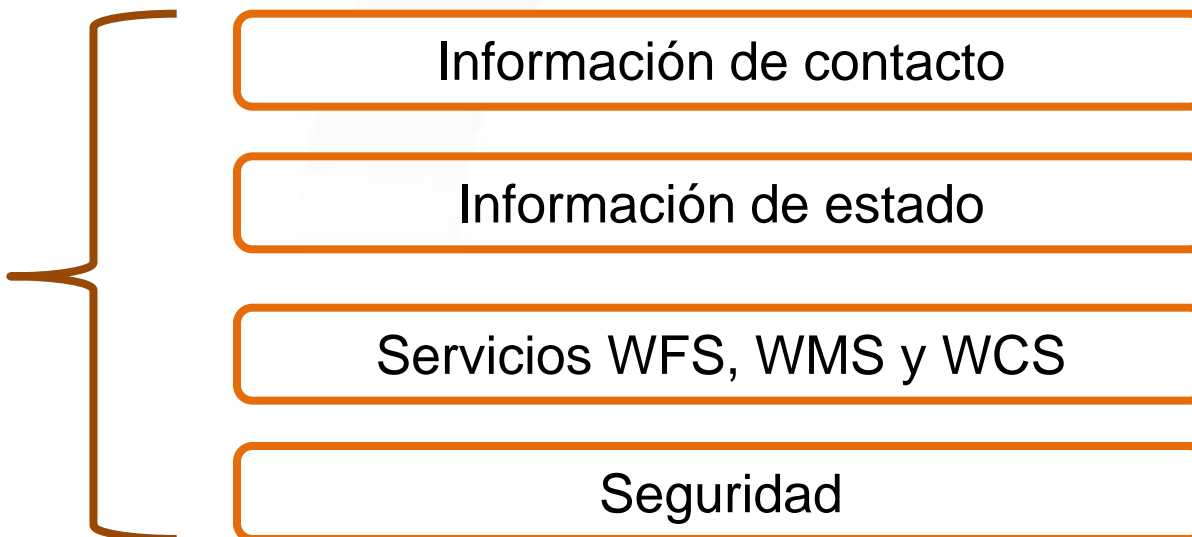 Información de contacto
Información de estado
Servicios WFS, WMS y WCS
Seguridad